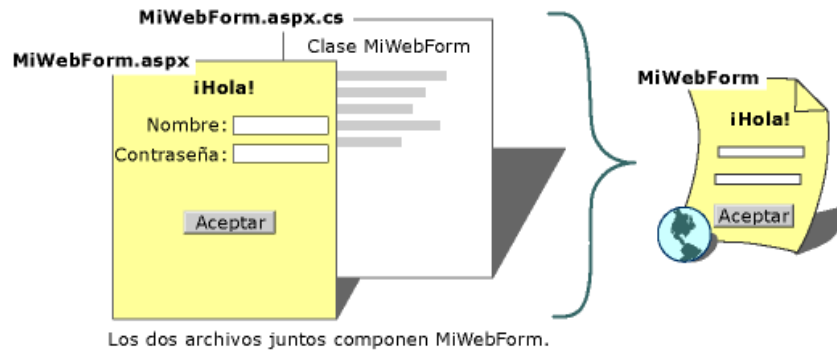 MiWebForm.aspx.cs
Clase MiWebForm
MiWebForm.aspx
¡Hola!
Nombre:
Contraseña:
Aceptar
MiWebForm
¡Hola!
Aceptar
Los dos archivos juntos componen MiWebForm.